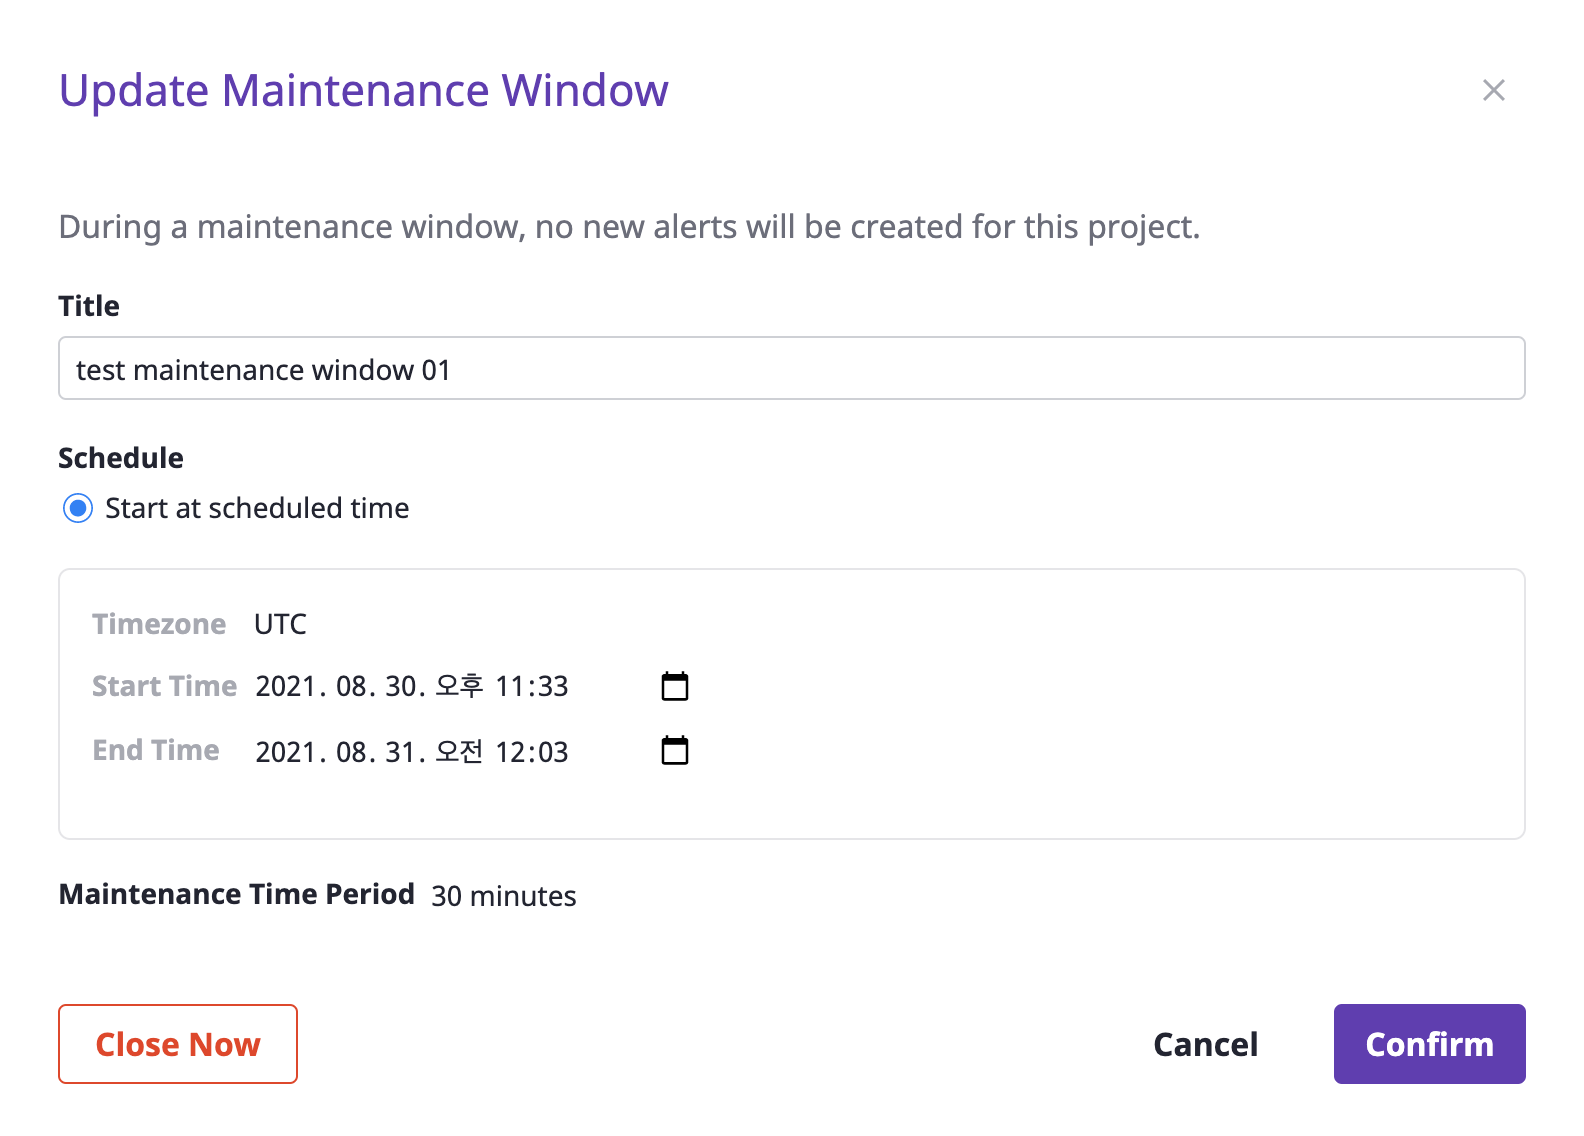 Update Maintenance Window
During a maintenance window, no new alerts will be created for this project.
Title
test maintenance window 01
Schedule
Start at scheduled time
Timezone UTC
Start Time 2021. 08. 30. 오후 11:33
End Time 2021. 08. 31. 오전 12:03
Maintenance Time Period 30 minutes
Close Now Cancel Confirm